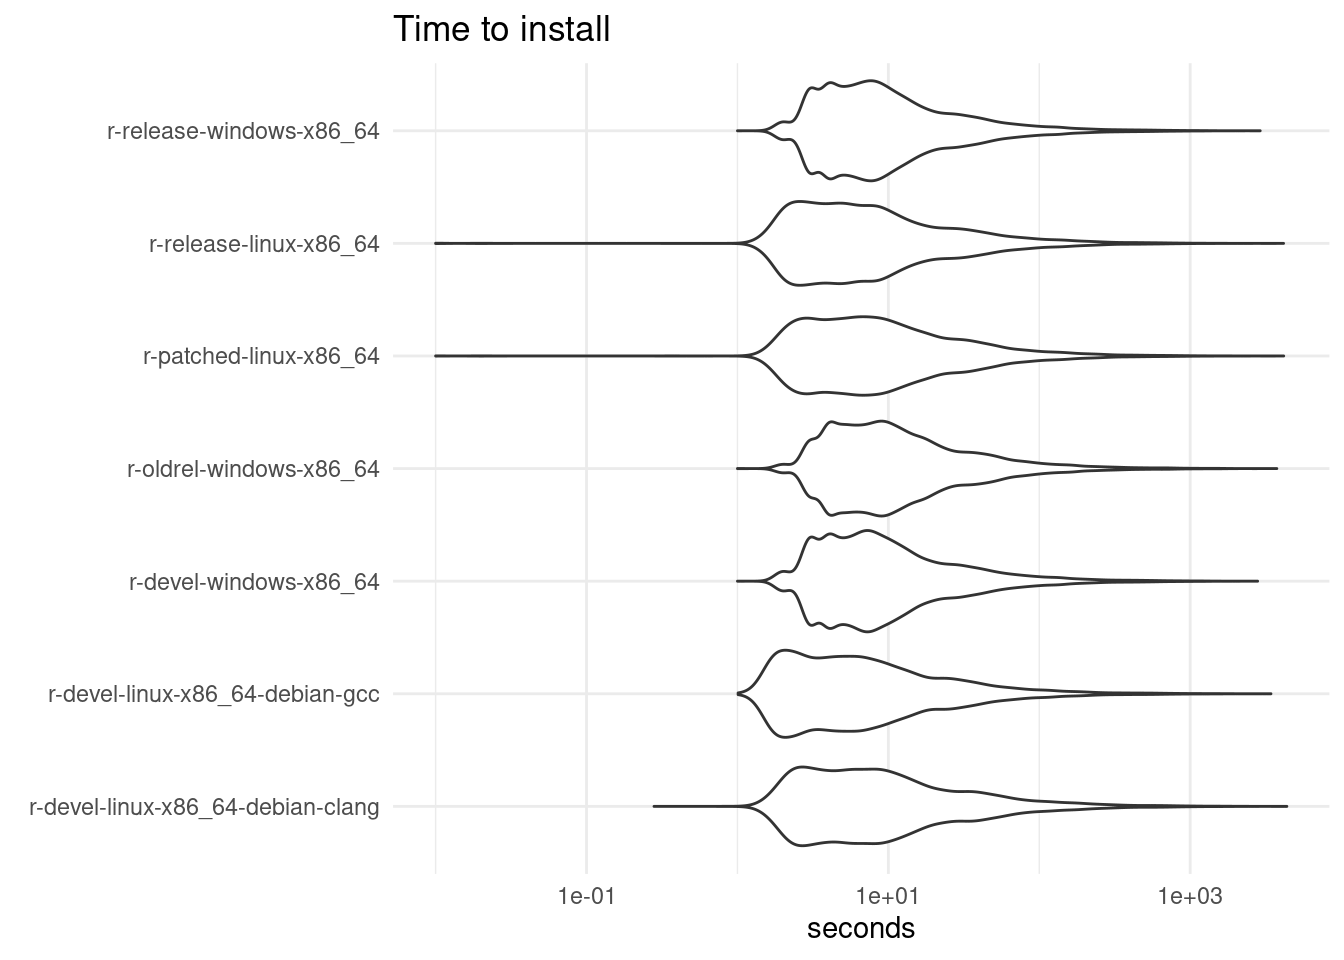 Time to install
r-release-windows-x86_64
r-release-linux-x86_64
r-patched-linux-x86_64
r-oldrel-windows-x86_64
r-devel-windows-x86_64
r-devel-linux-x86_64-debian-gcc
r-devel-linux-x86_64-debian-clang
1e-01 1e+01 1e+03
seconds